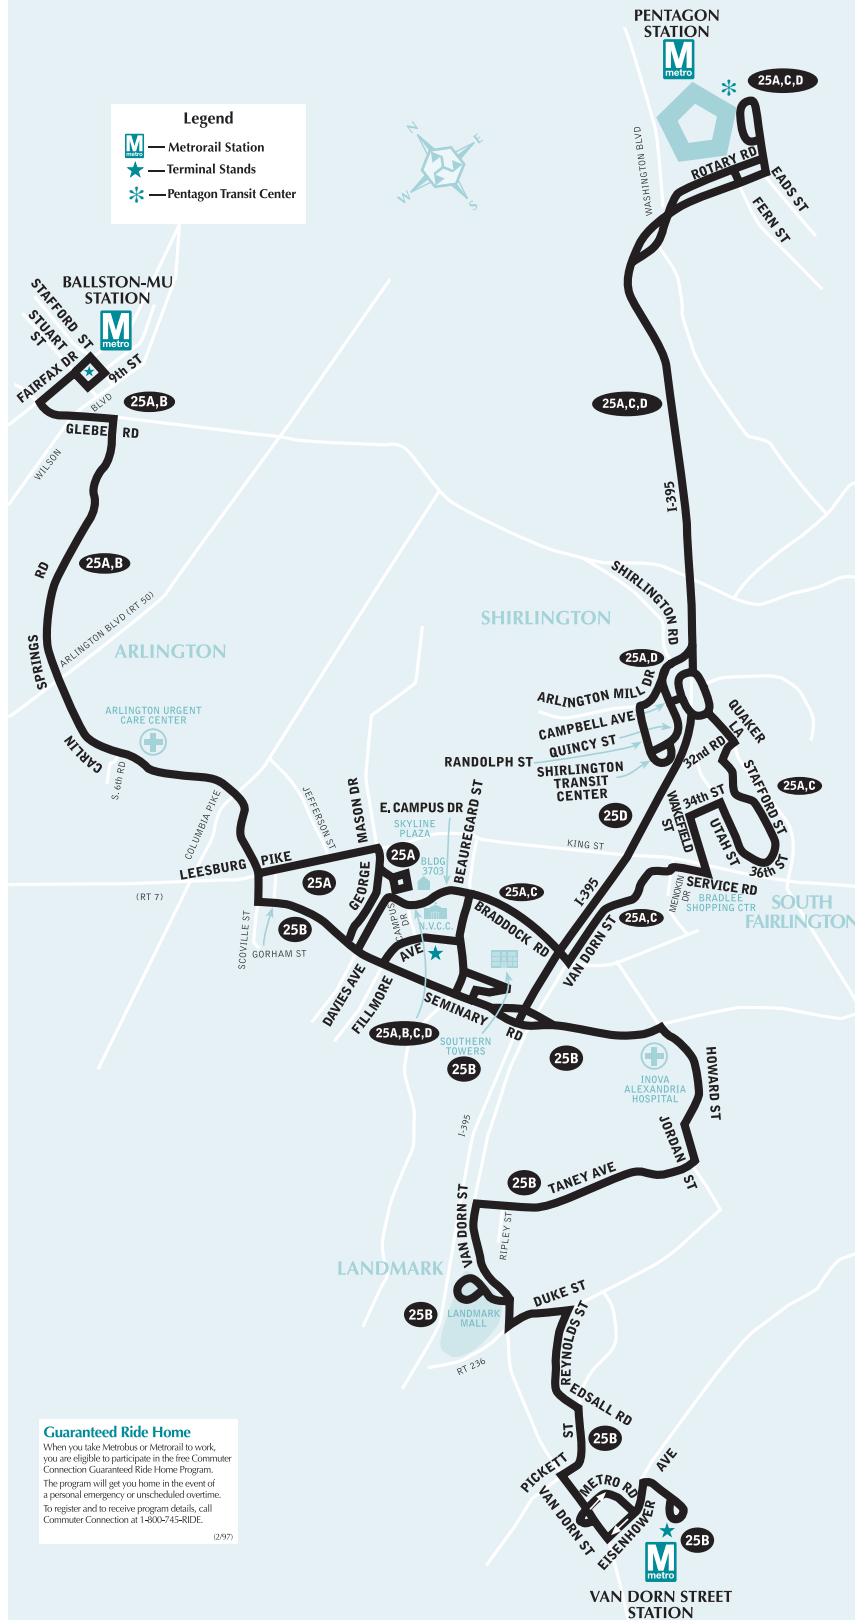 PENTAGON
STATION
M
metro
25A,C,D
Legend
M
metro
Metrorail Station
Terminal Stands
Pentagon Transit Center
N
E
W
S
WASHINGTON BLVD
ROTARY RD
EADS ST
FERN ST
BALLSTON-MU
STATION
M
metro
STAFFORD ST
STUART
ST
FAIRFAX DR
9th ST
25A,B
BLVD
GLEBE RD
WILSON
25A,C,D
I-395
RD
25A,B
ARLINGTON BLVD (RT 50)
SPRINGS
ARLINGTON
SHIRLINGTON
SHIRLINGTON RD
25A,D
ARLINGTON MILL DR
CAMPBELL AVE
QUINCY ST
RANDOLPH ST
SHIRLINGTON
TRANSIT
CENTER
QUAKER
LA
32nd RD
STAFFORD ST
25A,C
34th ST
WAKEFIELD
ST
UTAH ST
36th ST
25D
ARLINGTON URGENT
CARE CENTER
CARLIN
S. 6th RD
COLUMBIA PIKE
JEFFERSON ST
MASON DR
E. CAMPUS DR
SKYLINE
PLAZA
BEAUREGARD ST
KING ST
LEESBURG PIKE
25A
BLDG
3703
(RT 7)
25A
GEORGE
25A,C
I-395
MENOKIN
DR
SERVICE RD
BRADLEE
SHOPPING CTR
SOUTH
FAIRLINGTON
25A,C
SCOVILLE ST
25B
GORHAM ST
CAMPUS
DR
N.V.C.C.
BRADDOCK RD
VAN DORN ST
AVE
DAVIES AVE
FILLMORE
SEMINARY
RD
25A,B,C,D
SOUTHERN
TOWERS
25B
25B
INOVA
ALEXANDRIA
HOSPITAL
HOWARD ST
JORDAN
ST
I-395
25B
TANEY AVE
VAN DORN ST
RIPLEY ST
LANDMARK
25B
LANDMARK
MALL
DUKE ST
RT 236
REYNOLDS ST
EDSALL RD
ST
25B
PICKETT
METRO RD
AVE
VAN DORN ST
EISENHOWER
25B
M
metro
VAN DORN STREET
STATION
Guaranteed Ride Home
When you take Metrobus or Metrorail to work,
you are eligible to participate in the free Commuter
Connection Guaranteed Ride Home Program.
The program will get you home in the event of
a personal emergency or unscheduled overtime.
To register and to receive program details, call
Commuter Connection at 1-800-745-RIDE.
(2/97)